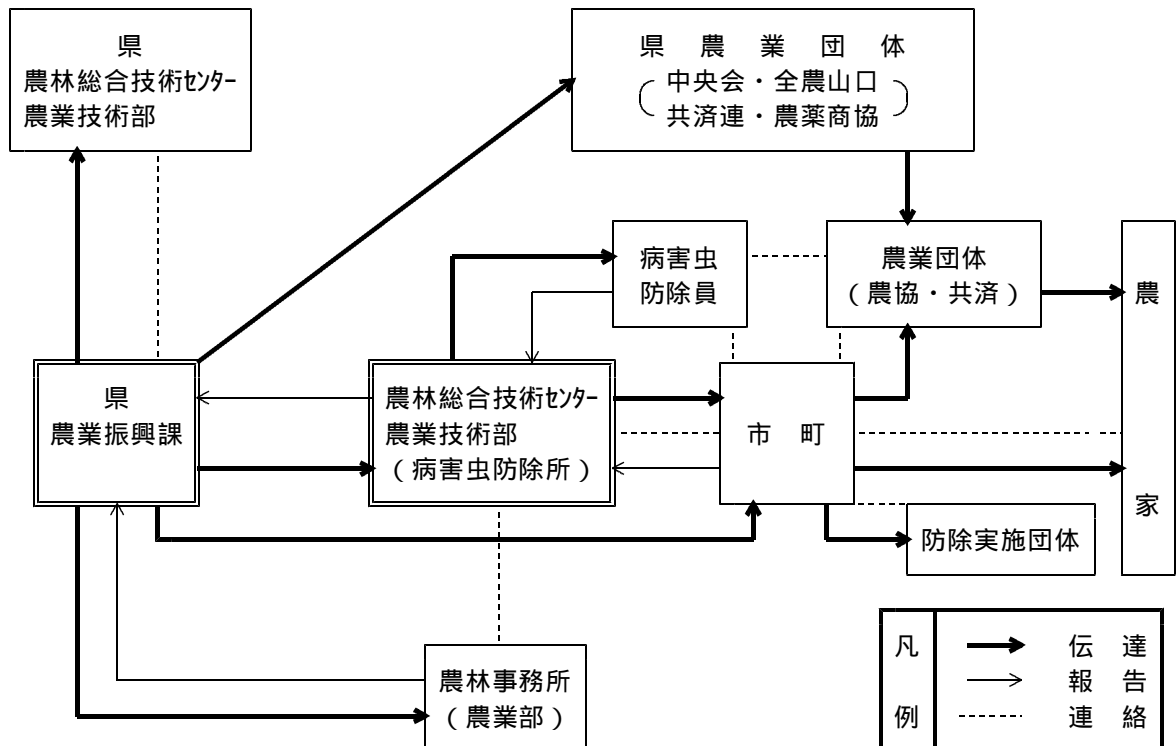 県
農林総合技術ｾﾝﾀｰ
農業技術部
県農業団体
中央会・全農山口
共済連・農薬商協
病害虫
防除員
農業団体
（農協・共済）
農家
県
農業振興課
農林総合技術ｾﾝﾀｰ
農業技術部
（病害虫防除所）
市町
防除実施団体
農林事務所
（農業部）
凡例
伝達
報告
連絡